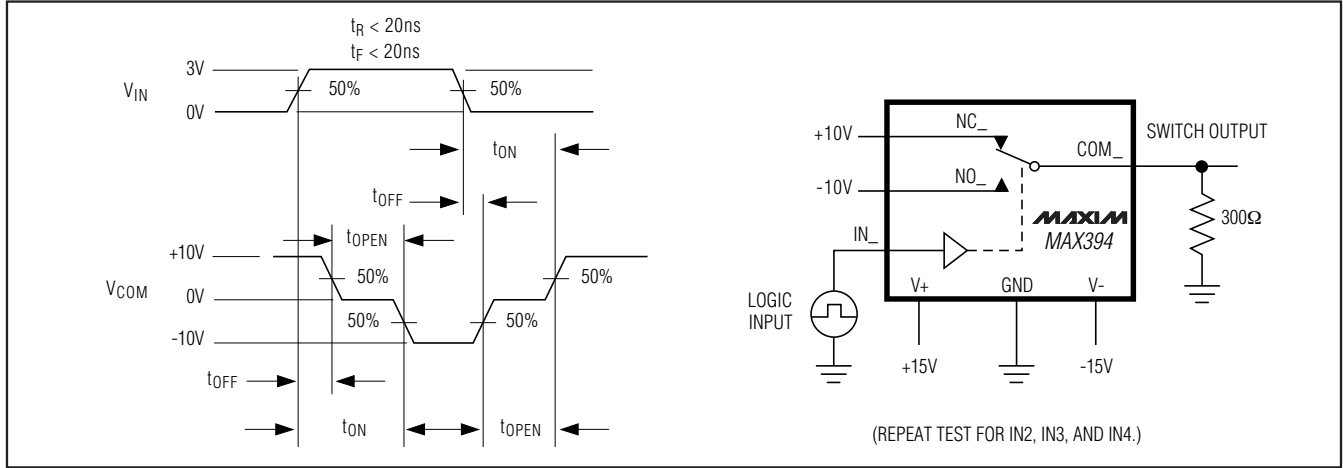 tR < 20ns
tF < 20ns
3V
VIN
50%
50%
0V
tON
tOFF
tOPEN
+10V
50%
50%
VCOM
0V
50%
50%
-10V
tOFF
tON
tOPEN
+10V
NC_
SWITCH OUTPUT
COM_
-10V
NO_
MAXIM
MAX394
300Ω
IN_
V+
GND
V-
LOGIC
INPUT
+15V
-15V
(REPEAT TEST FOR IN2, IN3, AND IN4.)